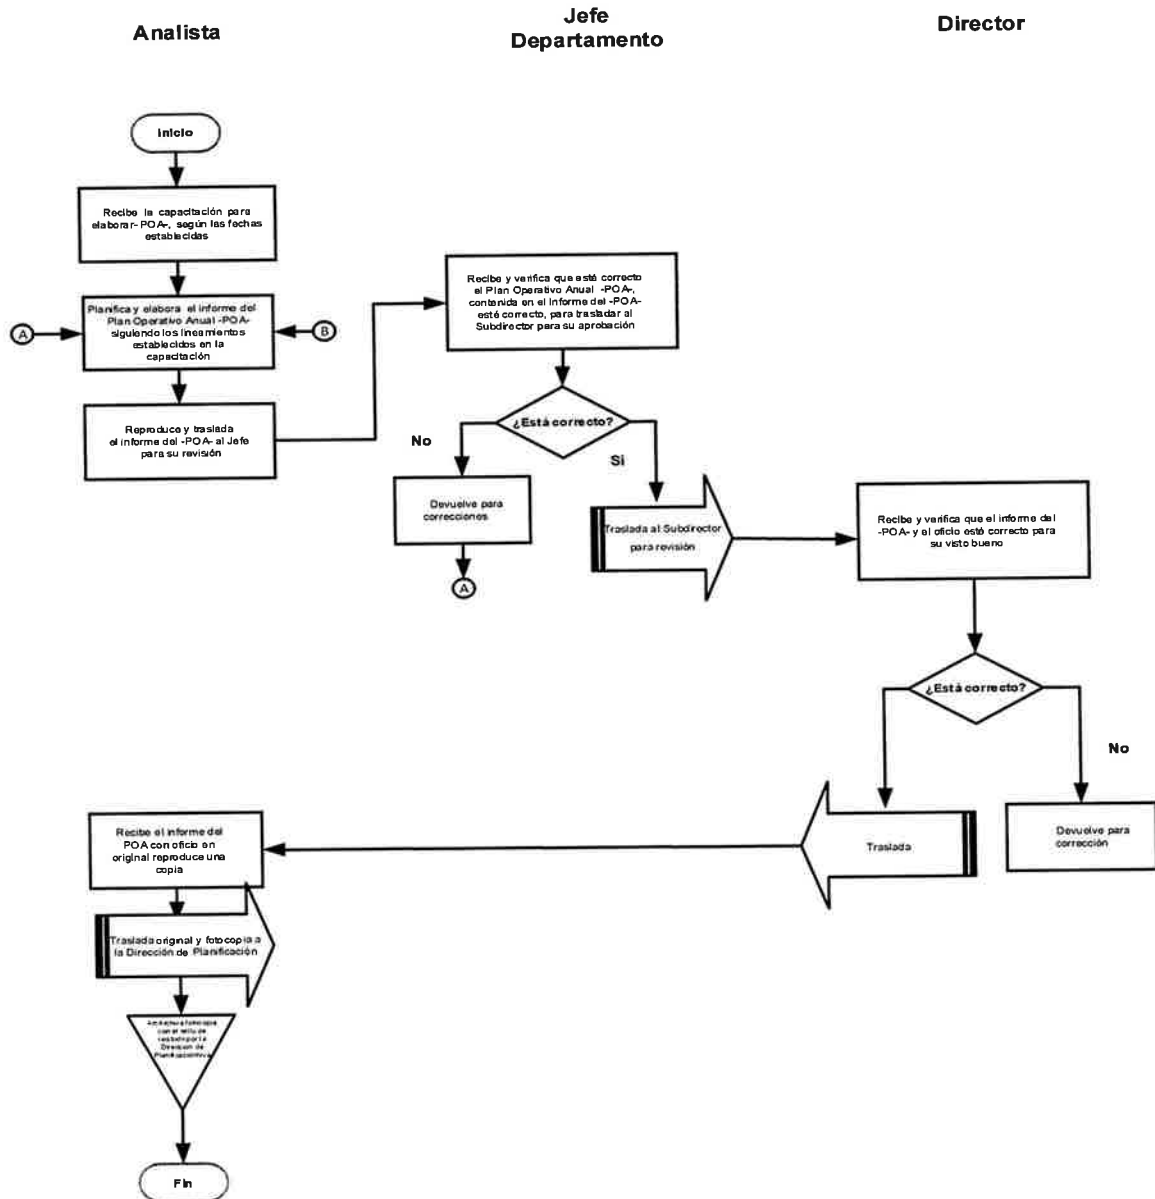 Analista
Jefe
Departamento
Director
Inicio
Recibe la capacitación para
elaborar- POA-, según las fechas
establecidas
Planifica y elabora el informe del
Plan Operativo Anual -POA-
siguiendo los lineamientos
establecidos en la
capacitación
A
B
Reproduce y traslada
el informe del -POA- al Jefe
para su revisión
Recibe y verifica que esté correcto
el Plan Operativo Anual -POA-,
contenida en el Informe del -POA-
esté correcto, para trasladar al
Subdirector para su aprobación
¿Está correcto?
No
Si
Devuelve para
correcciones
A
Traslada al Subdirector
para revisión
Recibe y verifica que el informe del
-POA- y el oficio esté correcto para
su visto bueno
¿Está correcto?
No
Devuelve para
corrección
Traslada
Recibe el informe del
POA con oficio en
original reproduce una
copia
Traslada original y fotocopia a
la Dirección de Planificación
con el sello de
Dirección de
Fin